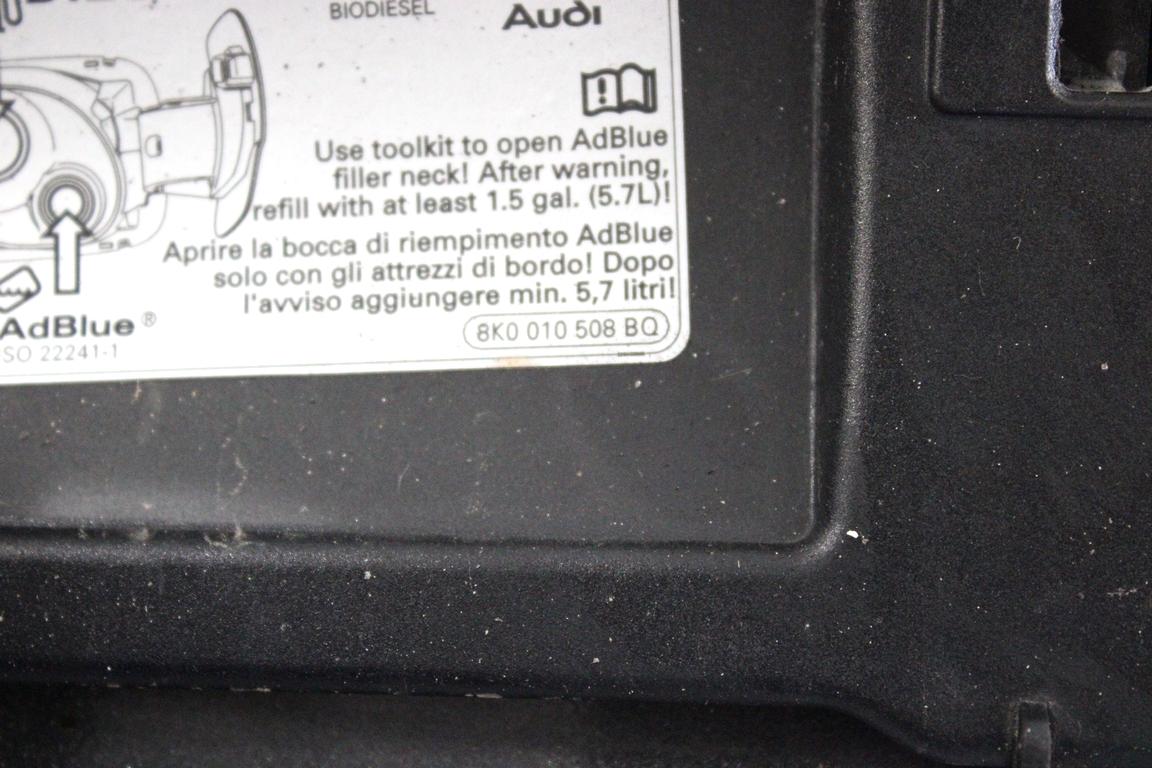 BIODIESEL
Audi
Use toolkit to open AdBlue
filler neck! After warning,
refill with at least 1.5 gal. (5.7L)!
Aprire la bocca di riempimento AdBlue
solo con gli attrezzi di bordo! Dopo
l'avviso aggiungere min. 5,7 litri!
AdBlue®
ISO 22241-1
8K0 010 508 BQ